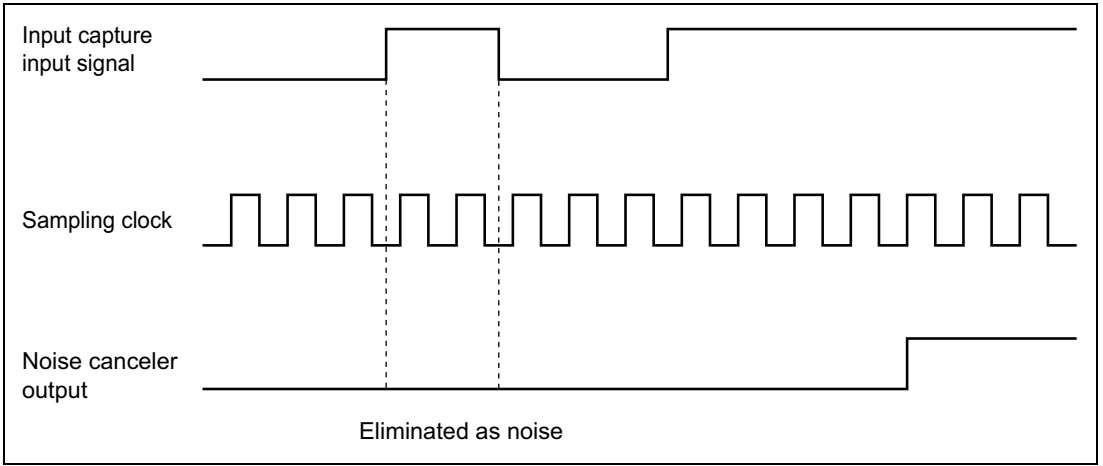 Input capture
input signal
Sampling clock
Noise canceler
output
Eliminated as noise